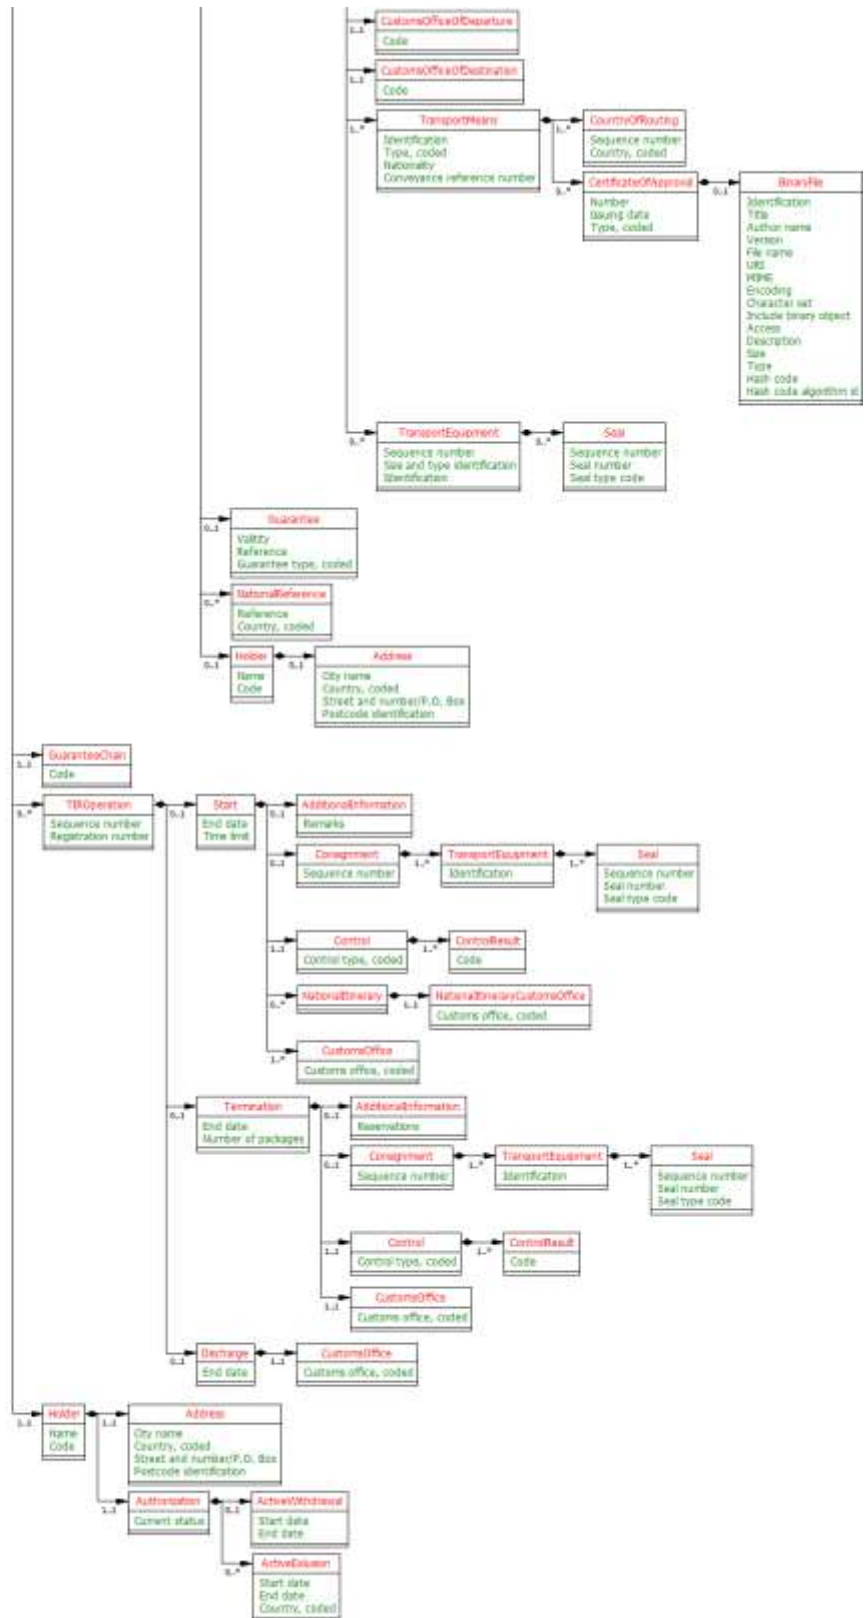 CustomsOfficeOfDeparture
1..1
Code
CustomsOfficeOfDestination
1..1
Code
TransportMeans
1..*
Identification
Type, coded
Nationality
Conveyance reference number
CountryOfRouting
1..*
Sequence number
Country, coded
CertificateOfApproval
0..*
Number
Issuing date
Type, coded
BinaryFile
0..1
Identification
Title
Author name
Version
File name
URI
MIME
Encoding
Character set
Include binary object
Access
Description
Size
Type
Hash code
Hash code algorithm id
TransportEquipment
0..*
Sequence number
Size and type identification
Identification
Seal
0..*
Sequence number
Seal number
Seal type code
Guarantee
0..1
Reference
Guarantee type, coded
NationalReference
0..*
Reference
Country, coded
Holder
0..1
Name
Code
Address
0..1
City name
Country, coded
Street and number/P.O. Box
Postcode identification
GuaranteeChain
1..1
Code
TIROperation
0..*
Sequence number
Registration number
Start
0..1
End date
Time limit
AdditionalInformation
0..1
Remarks
Consignment
0..1
Sequence number
TransportEquipment
1..*
Identification
Seal
1..*
Sequence number
Seal number
Seal type code
Control
1..1
Control type, coded
ControlResult
1..*
Code
NationalItinerary
0..*
NationalItineraryCustomsOffice
1..1
Customs office, coded
CustomsOffice
1..*
Customs office, coded
Termination
0..1
End date
Number of packages
AdditionalInformation
0..1
Reservations
Consignment
0..1
Sequence number
TransportEquipment
1..*
Identification
Seal
1..*
Sequence number
Seal number
Seal type code
Control
1..1
Control type, coded
ControlResult
1..*
Code
CustomsOffice
1..1
Customs office, coded
Discharge
0..1
End date
CustomsOffice
1..1
Customs office, coded
Holder
1..1
Name
Code
Address
1..1
City name
Country, coded
Street and number/P.O. Box
Postcode identification
Authorization
1..1
Current status
ActiveWithdrawal
0..1
Start date
End date
ActiveExlusion
0..*
Start date
End date
Country, coded